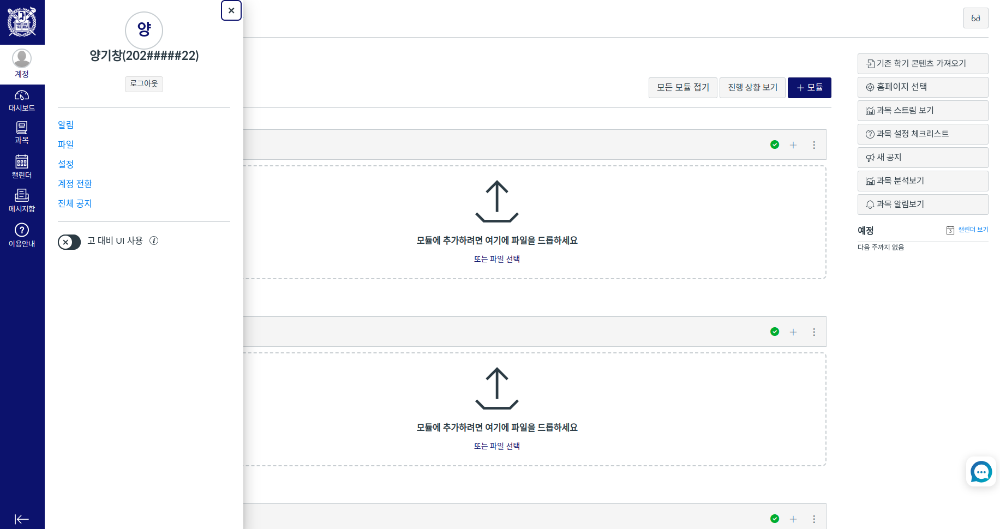 VERI LUX
TAS MEA
계정
대시보드
과목
캘린더
메시지함
이용안내
양
양기창(202#####22)
로그아웃
알림
파일
설정
계정 전환
전체 공지
고 대비 UI 사용
모든 모듈 접기
진행 상황 보기
모듈
모듈에 추가하려면 여기에 파일을 드롭하세요
또는 파일 선택
모듈에 추가하려면 여기에 파일을 드롭하세요
또는 파일 선택
기존 학기 콘텐츠 가져오기
홈페이지 선택
과목 스트림 보기
과목 설정 체크리스트
새 공지
과목 분석보기
과목 알림보기
예정
3
캘린더 보기
다음 주까지 없음